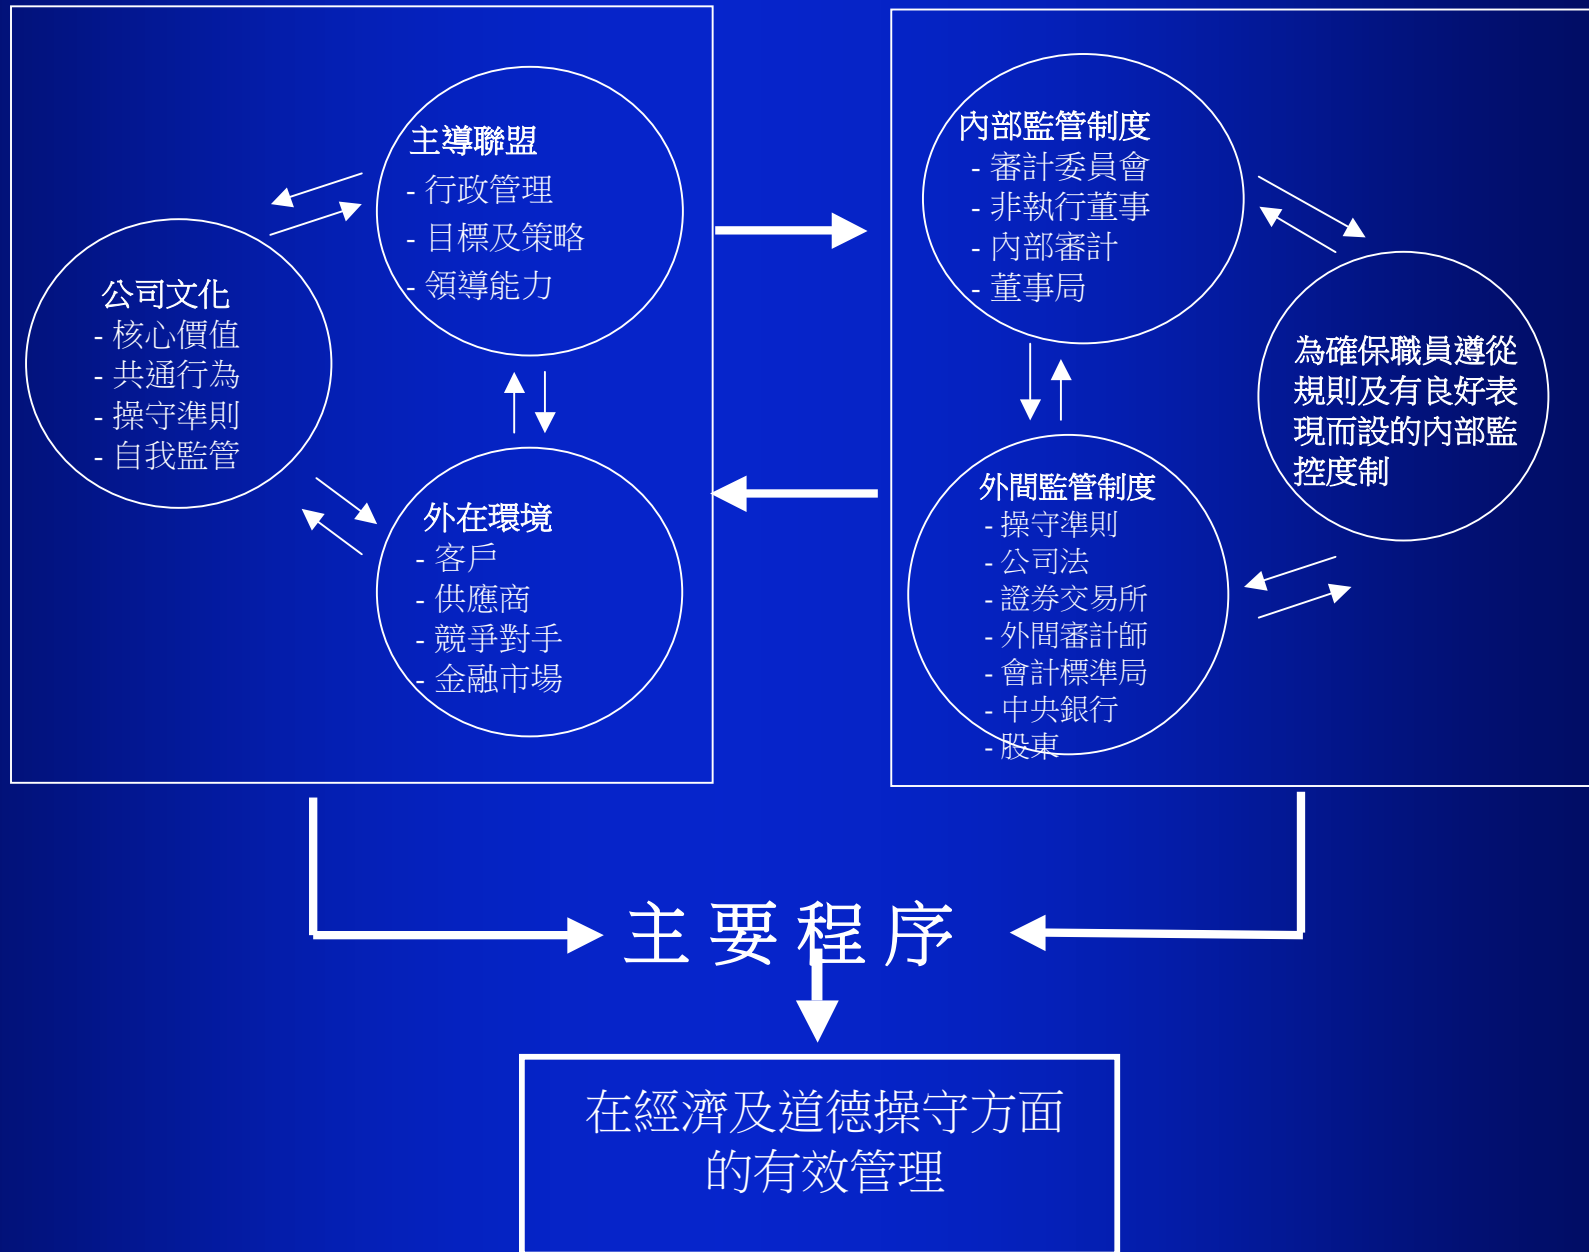 主導聯盟
- 行政管理
- 目標及策略
- 領導能力
公司文化
- 核心價值
- 共通行為
- 操守準則
- 自我監管
外在環境
- 客戶
- 供應商
- 競爭對手
- 金融市場
內部監管制度
- 審計委員會
- 非執行董事
- 內部審計
- 董事局
為確保職員遵從
規則及有良好表
現而設的內部監
控度制
外間監管制度
- 操守準則
- 公司法
- 證券交易所
- 外間審計師
- 會計標準局
- 中央銀行
- 股東
主要程序
在經濟及道德操守方面
的有效管理